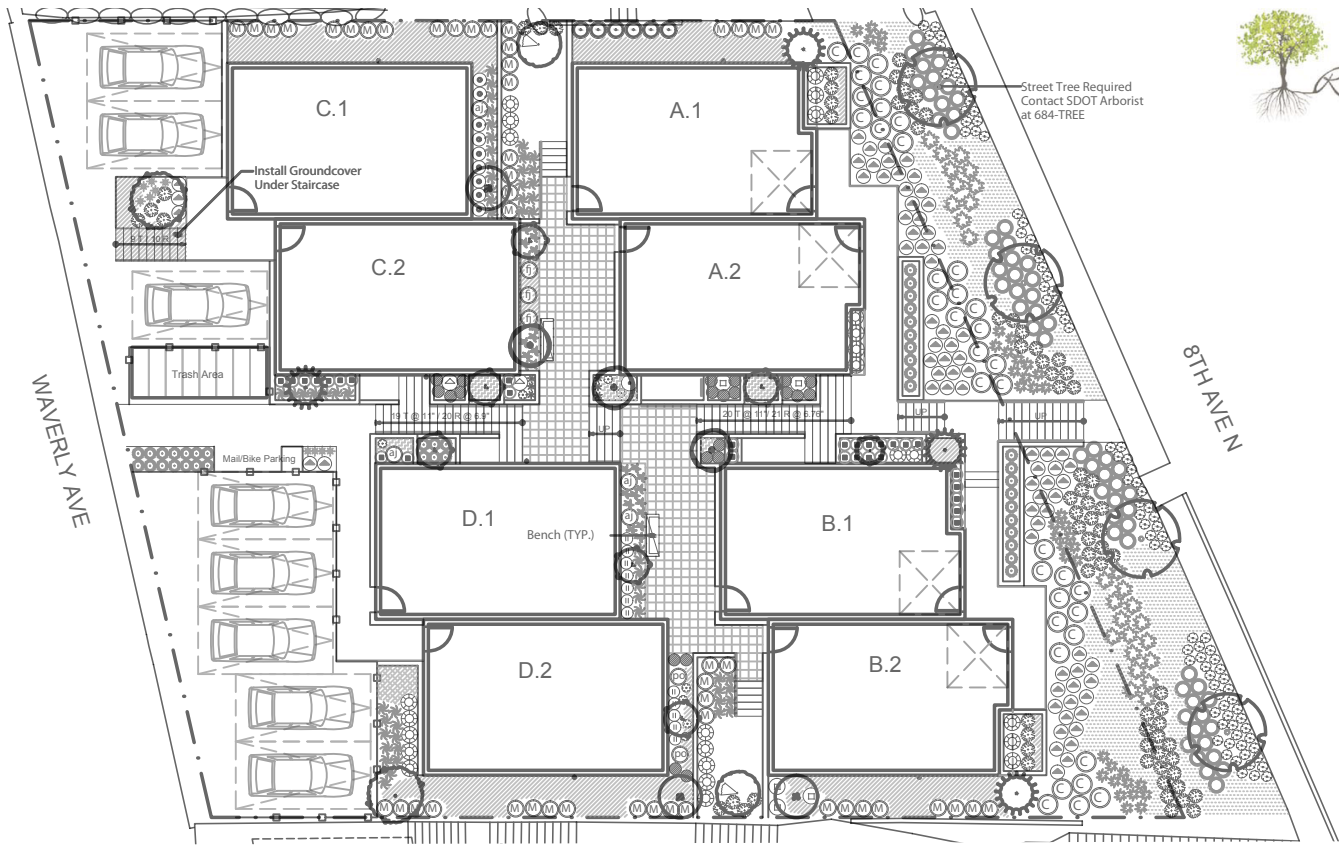 Street Tree Required
Contact SDOT Arborist
at 684-TREE
C.1
A.1
Install Groundcover
Under Staircase
C.2
A.2
Trash Area
19 T @ 11" / 20 R @ 6.9"
20 T @ 11"/ 21 R @ 6.76"
UP
UP
UP
Mail/Bike Parking
WAVERLY AVE
8TH AVE N
D.1
B.1
Bench (TYP.)
D.2
B.2